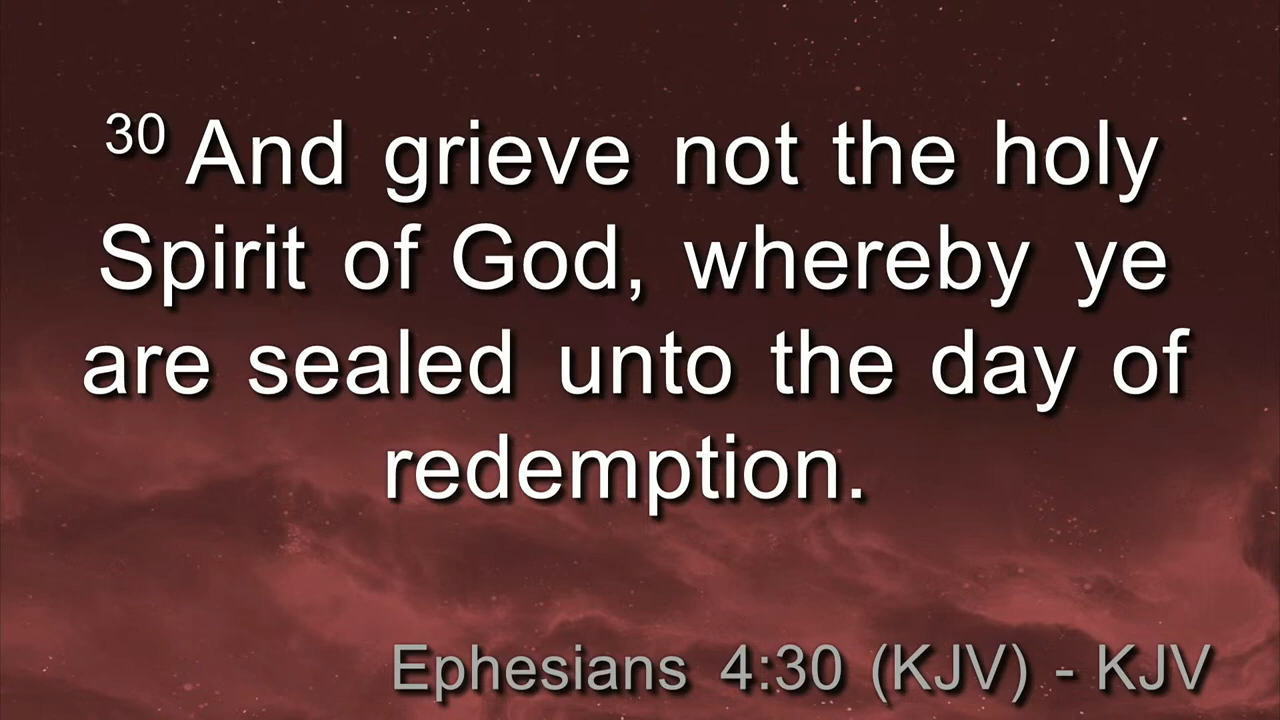 30 And grieve not the holy
Spirit of God, whereby ye
are sealed unto the day of
redemption.
Ephesians 4:30 (KJV) - KJV